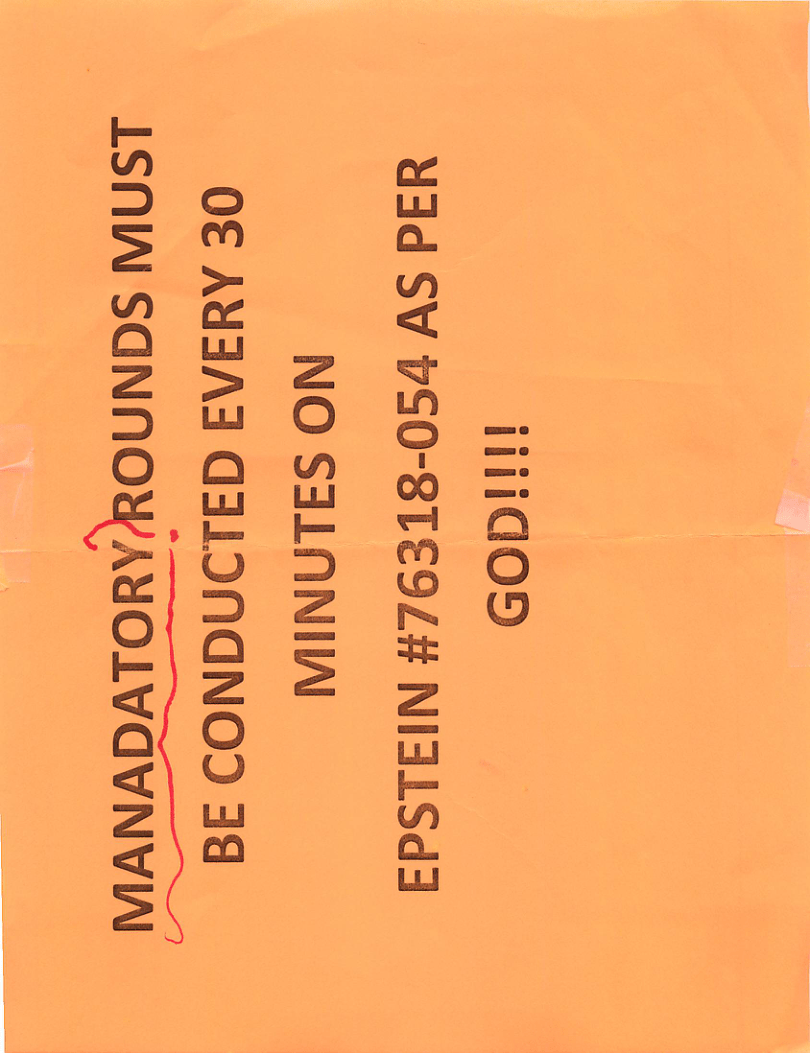 MANADATORY ROUNDS MUST
BE CONDUCTED EVERY 30
MINUTES ON
EPSTEIN #76318-054 AS PER
GOD!!!!